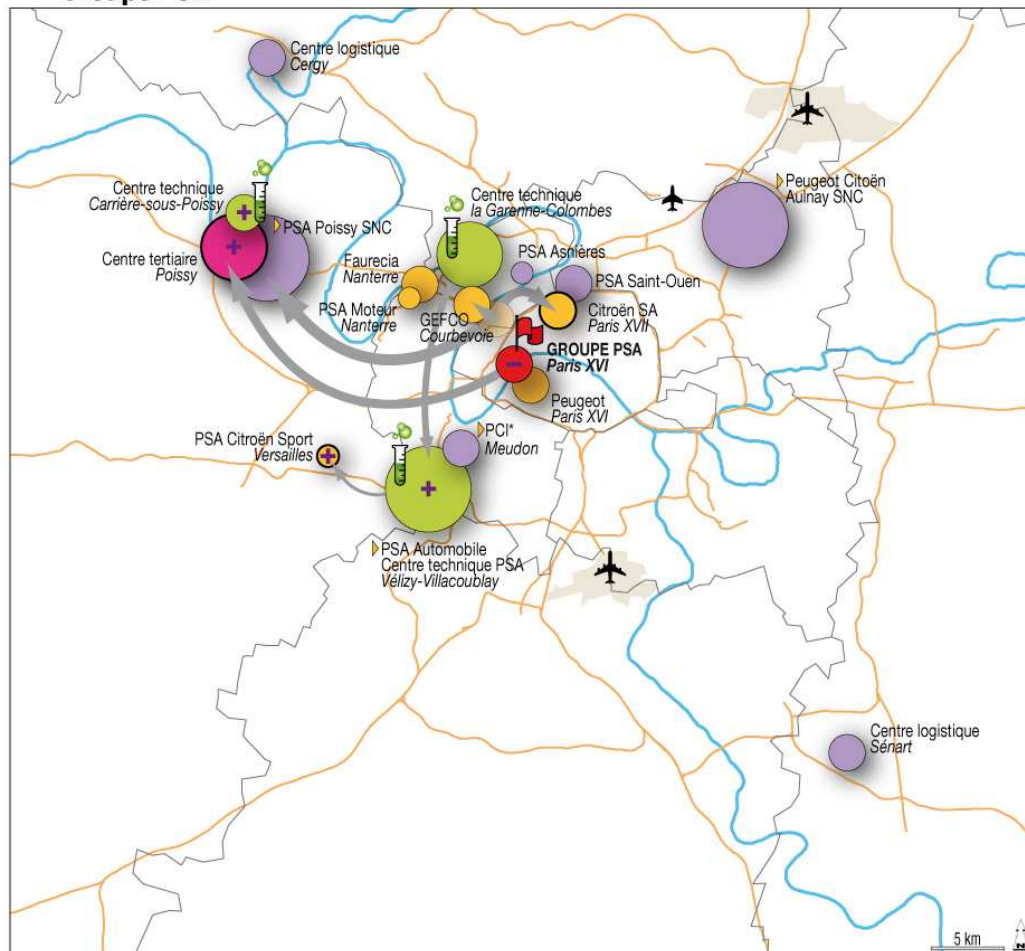 Centre logistique
Cergy
Centre technique
Carrière-sous-Poissy
PSA Poissy SNC
Centre tertiaire
Poissy
Centre technique
la Garenne-Colombes
Peugeot Citoën
Aulnay SNC
Faurecia
Nanterre
PSA Asnières
PSA Saint-Ouen
PSA Moteur
Nanterre
GEFCO
Courbevoie
Citroën SA
Paris XVII
GROUPE PSA
Paris XVI
Peugeot
Paris XVI
PSA Citroën Sport
Versailles
PCI*
Meudon
PSA Automobile
Centre technique PSA
Vélizy-Villacoublay
Centre logistique
Sénart
5 km